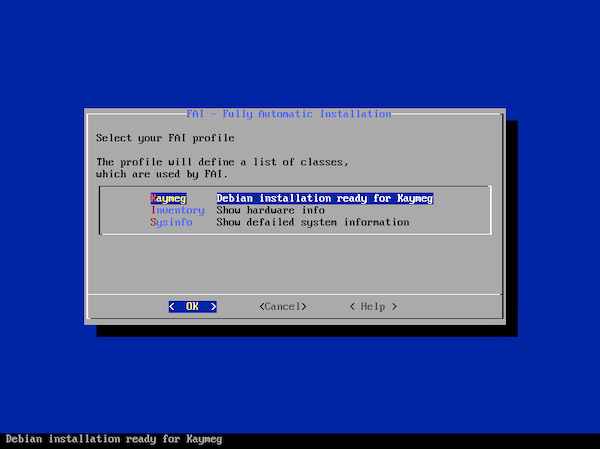 FAI - Fully Automatic Installation
Select your FAI profile
The profile will define a list of classes,
which are used by FAI.
Kaymeg Debian installation ready for Kaymeg
Inventory Show hardware info
Sysinfo Show defailed system information
< OK > <Cancel> < Help >
Debian installation ready for Kaymeg